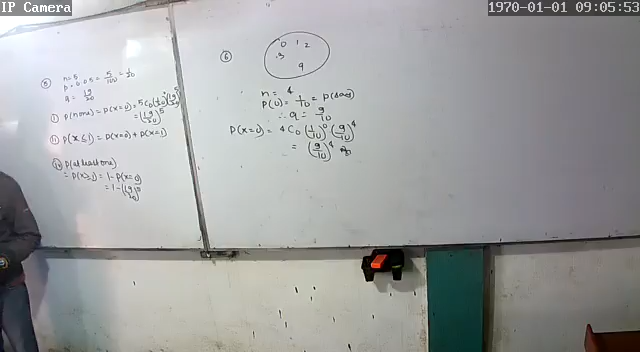 IP Camera
1970-01-01 09:05:53
⑤ n = 5
p = 0.05 = 5/100 = 1/20
q = 19/20
① P(none) = P(x=0) = 5C0 (1/20)^0 (19/20)^5
= (19/20)^5
⑪ P(x ≤ 1) = P(x=0) + P(x=1)
P(at least one)
= P(x ≥ 1) = 1 - P(x=0)
= 1 - (19/20)^5
⑥ 0 1 2
3
9
n = 4
P(0) = 1/10 = p
∴ q = 9/10
P(x=0) = 4C0 (1/10)^0 (9/10)^4
= (9/10)^4